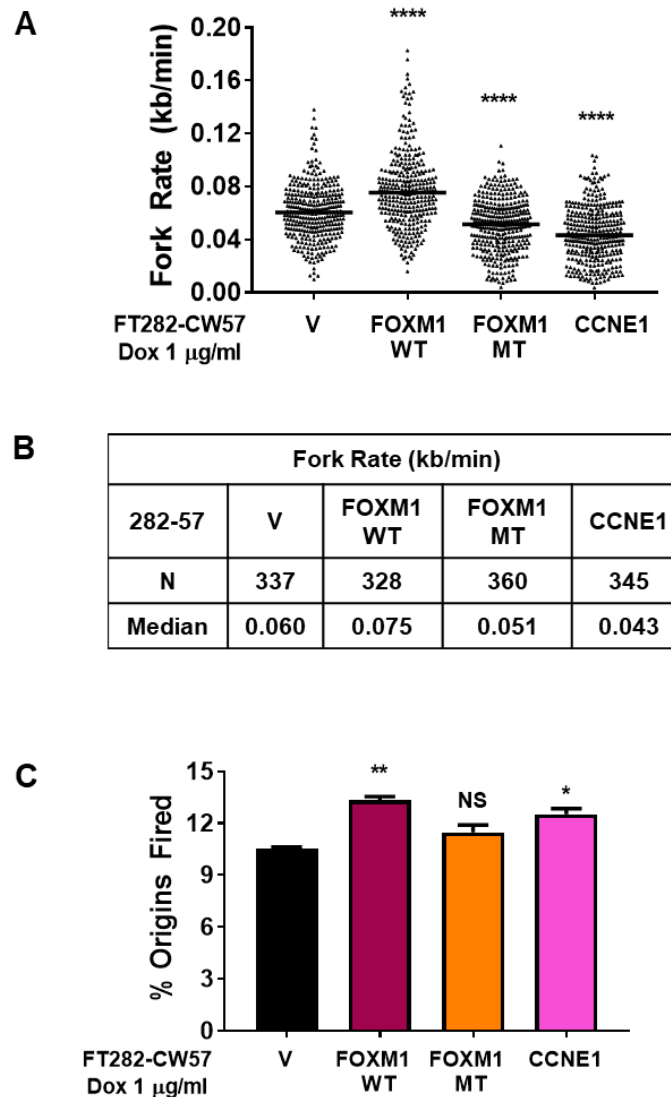 A
Fork Rate (kb/min)
0.20
0.16
0.12
0.08
0.04
0.00
****
****
****
FT282-CW57
Dox 1 μg/ml
V
FOXM1
WT
FOXM1
MT
CCNE1
B
Fork Rate (kb/min)
282-57 V FOXM1 WT FOXM1 MT CCNE1
N 337 328 360 345
Median 0.060 0.075 0.051 0.043
C
% Origins Fired
15
12
9
6
3
0
**
NS
*
FT282-CW57
Dox 1 μg/ml
V
FOXM1
WT
FOXM1
MT
CCNE1